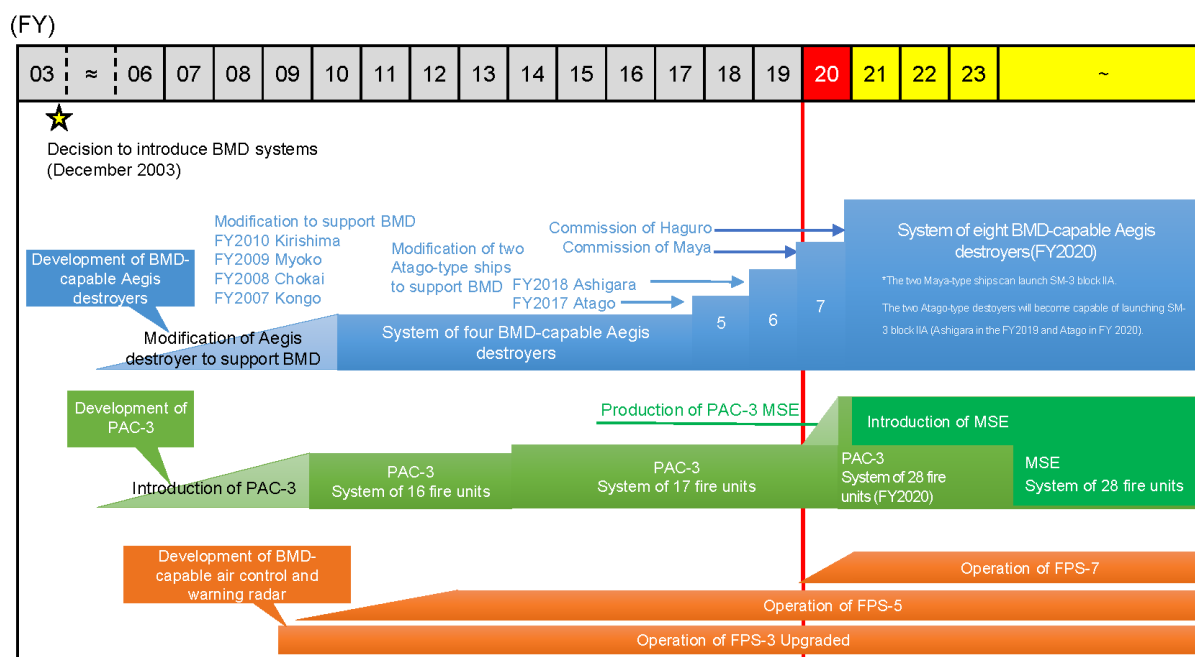 (FY)
03 ≈ 06 07 08 09 10 11 12 13 14 15 16 17 18 19 20 21 22 23 ~
Decision to introduce BMD systems
(December 2003)
Development of BMD-
capable Aegis
destroyers
Modification to support BMD
FY2010 Kirishima
FY2009 Myoko
FY2008 Chokai
FY2007 Kongo
Modification of two
Atago-type ships
to support BMD
FY2018 Ashigara
FY2017 Atago
Commission of Haguro
Commission of Maya
Modification of Aegis
destroyer to support BMD
System of four BMD-capable Aegis
destroyers
5
6
7
System of eight BMD-capable Aegis
destroyers(FY2020)
*The two Maya-type ships can launch SM-3 block IIA.
The two Atago-type destoyers will become capable of launching SM-
3 block IIA (Ashigara in the FY2019 and Atago in FY 2020).
Development of
PAC-3
Introduction of PAC-3
PAC-3
System of 16 fire units
PAC-3
System of 17 fire units
Production of PAC-3 MSE
Introduction of MSE
PAC-3
System of 28 fire
units (FY2020)
MSE
System of 28 fire units
Development of BMD-
capable air control and
warning radar
Operation of FPS-7
Operation of FPS-5
Operation of FPS-3 Upgraded